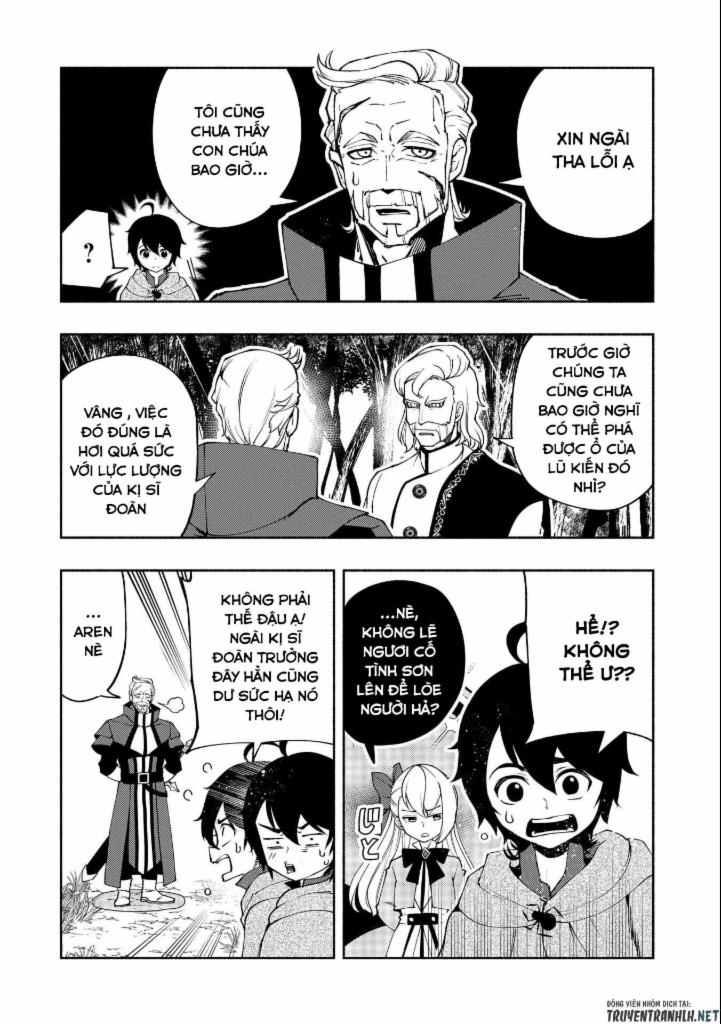 XIN NGÀI
THA LỖI Ạ
TÔI CŨNG
CHƯA THẤY
CON CHÚA
BAO GIỜ...
?
TRƯỚC GIỜ
CHÚNG TA
CŨNG CHƯA
BAO GIỜ NGHĨ
CÓ THỂ PHÁ
ĐƯỢC Ổ CỦA
LŨ KIẾN ĐÓ
NHỈ?
VÂNG , VIỆC
ĐÓ ĐÚNG LÀ
HƠI QUÁ SỨC
VỚI LỰC LƯỢNG
CỦA KỊ SĨ
ĐOÀN
HỂ!?
KHÔNG
THỂ Ư??
...NÈ,
KHÔNG LẼ
NGƯƠI CỐ
TÌNH SƠN
LÊN ĐỂ LÒE
NGƯỜI HẢ?
じと
KHÔNG PHẢI
THẾ ĐÂU Ạ!
NGÀI KỊ SĨ
ĐOÀN TRƯỞNG
ĐÂY HẲN CŨNG
DƯ SỨC HẠ NÓ
THÔI!
...
AREN
NÈ
ĐỘNG VIÊN NHÓM DỊCH TẠI:
TRUYENTRANHLH.NET